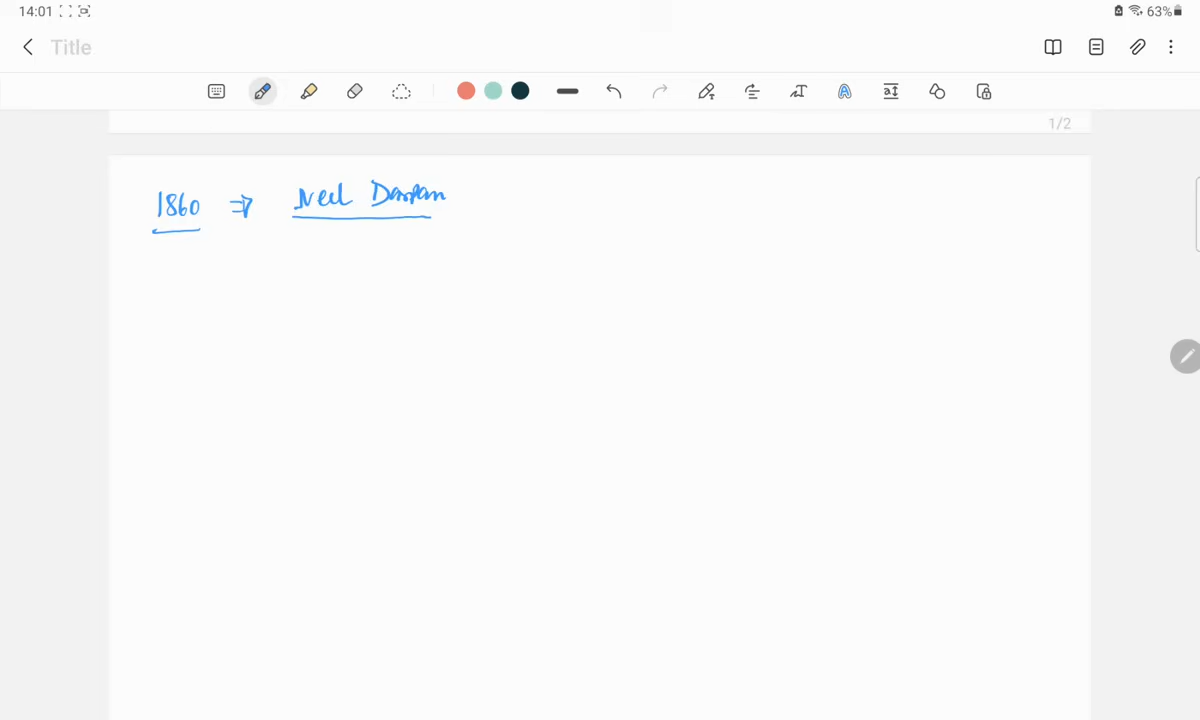 14:01 63%
Title
1/2
1860 ⇒ Neel Darpan